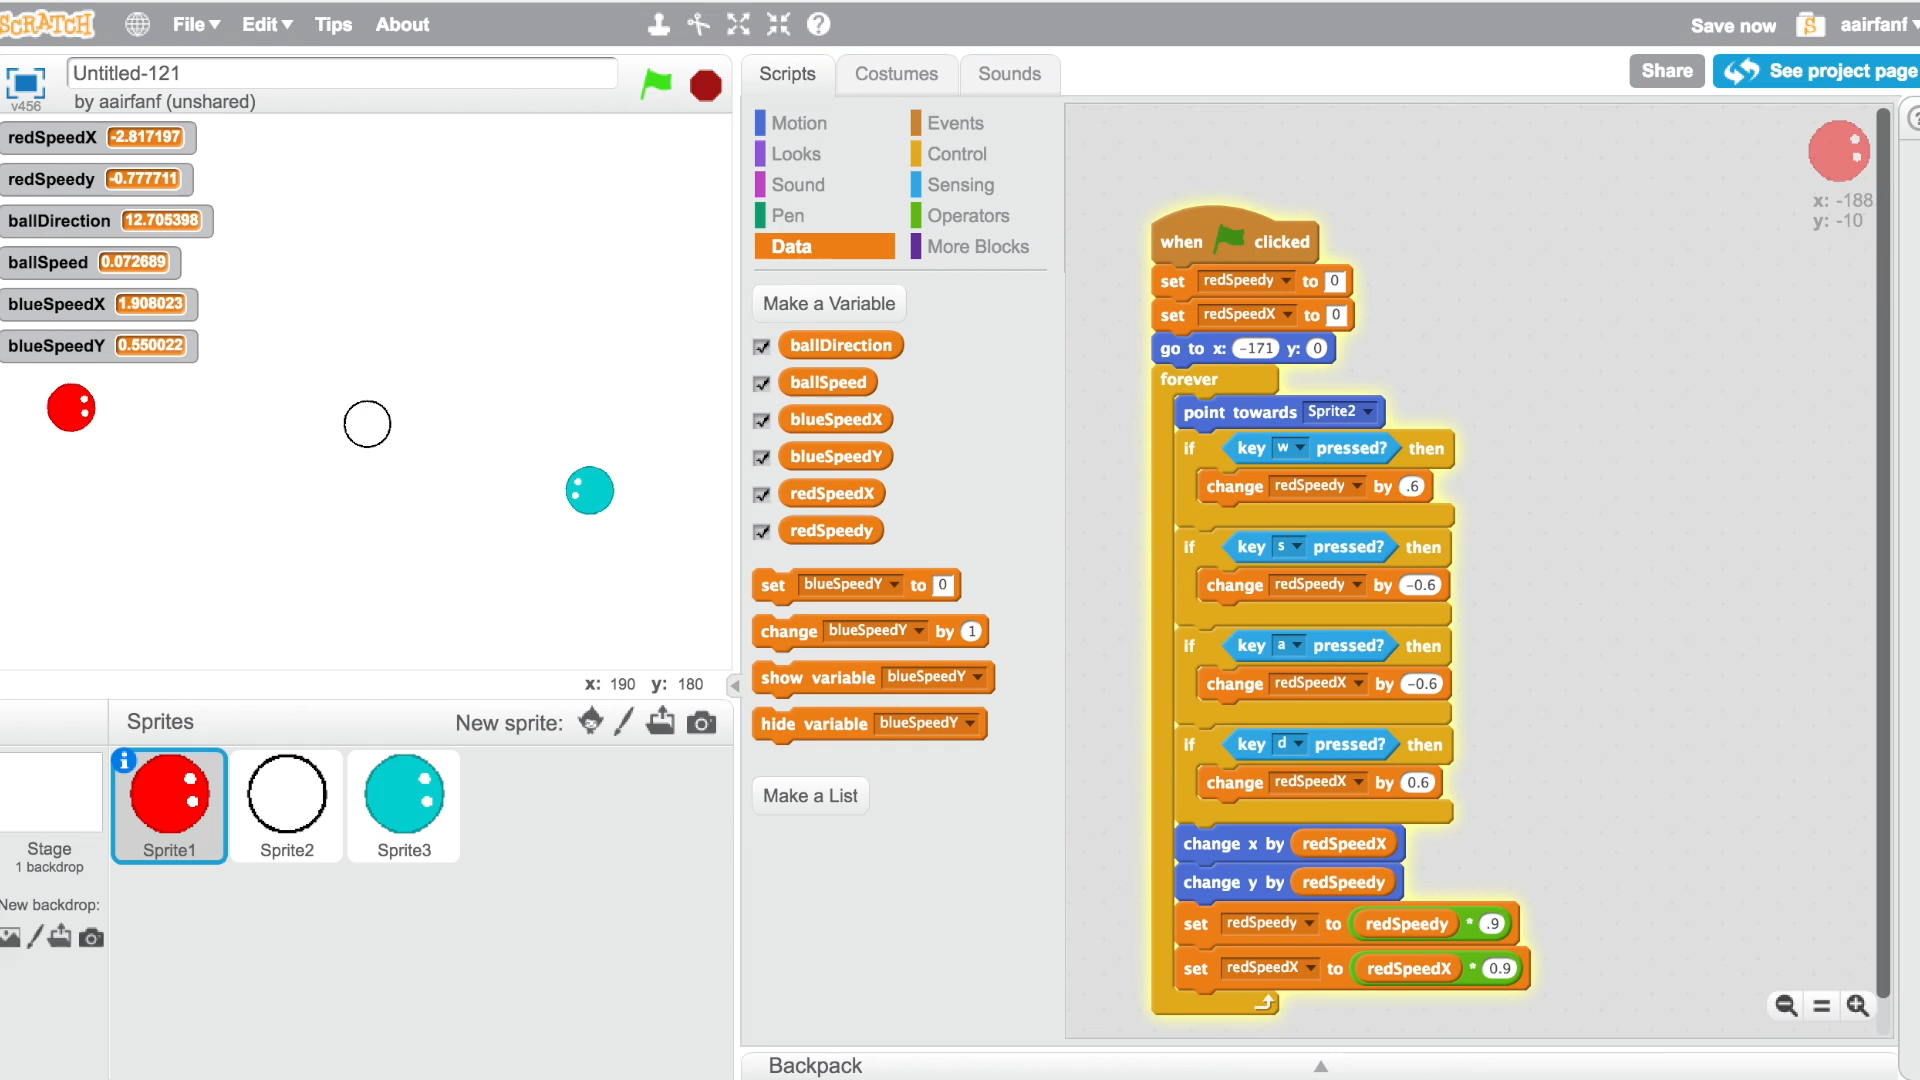 SCRATCH File Edit Tips About Save now aairfanf
v456
Untitled-121
by aairfanf (unshared)
Scripts Costumes Sounds Share See project page
redSpeedX -2.817197
redSpeedy -0.777711
ballDirection 12.705398
ballSpeed 0.072689
blueSpeedX 1.908023
blueSpeedY 0.550022
x: 190 y: 180
Sprites New sprite:
Sprite1 Sprite2 Sprite3
Stage
1 backdrop
New backdrop:
Motion Events
Looks Control
Sound Sensing
Pen Operators
Data More Blocks
Make a Variable
ballDirection
ballSpeed
blueSpeedX
blueSpeedY
redSpeedX
redSpeedy
set blueSpeedY to 0
change blueSpeedY by 1
show variable blueSpeedY
hide variable blueSpeedY
Make a List
x: -188
y: -10
when clicked
set redSpeedy to 0
set redSpeedX to 0
go to x: -171 y: 0
forever
point towards Sprite2
if key w pressed? then
change redSpeedy by .6
if key s pressed? then
change redSpeedy by -0.6
if key a pressed? then
change redSpeedX by -0.6
if key d pressed? then
change redSpeedX by 0.6
change x by redSpeedX
change y by redSpeedy
set redSpeedy to redSpeedy * .9
set redSpeedX to redSpeedX * 0.9
Backpack